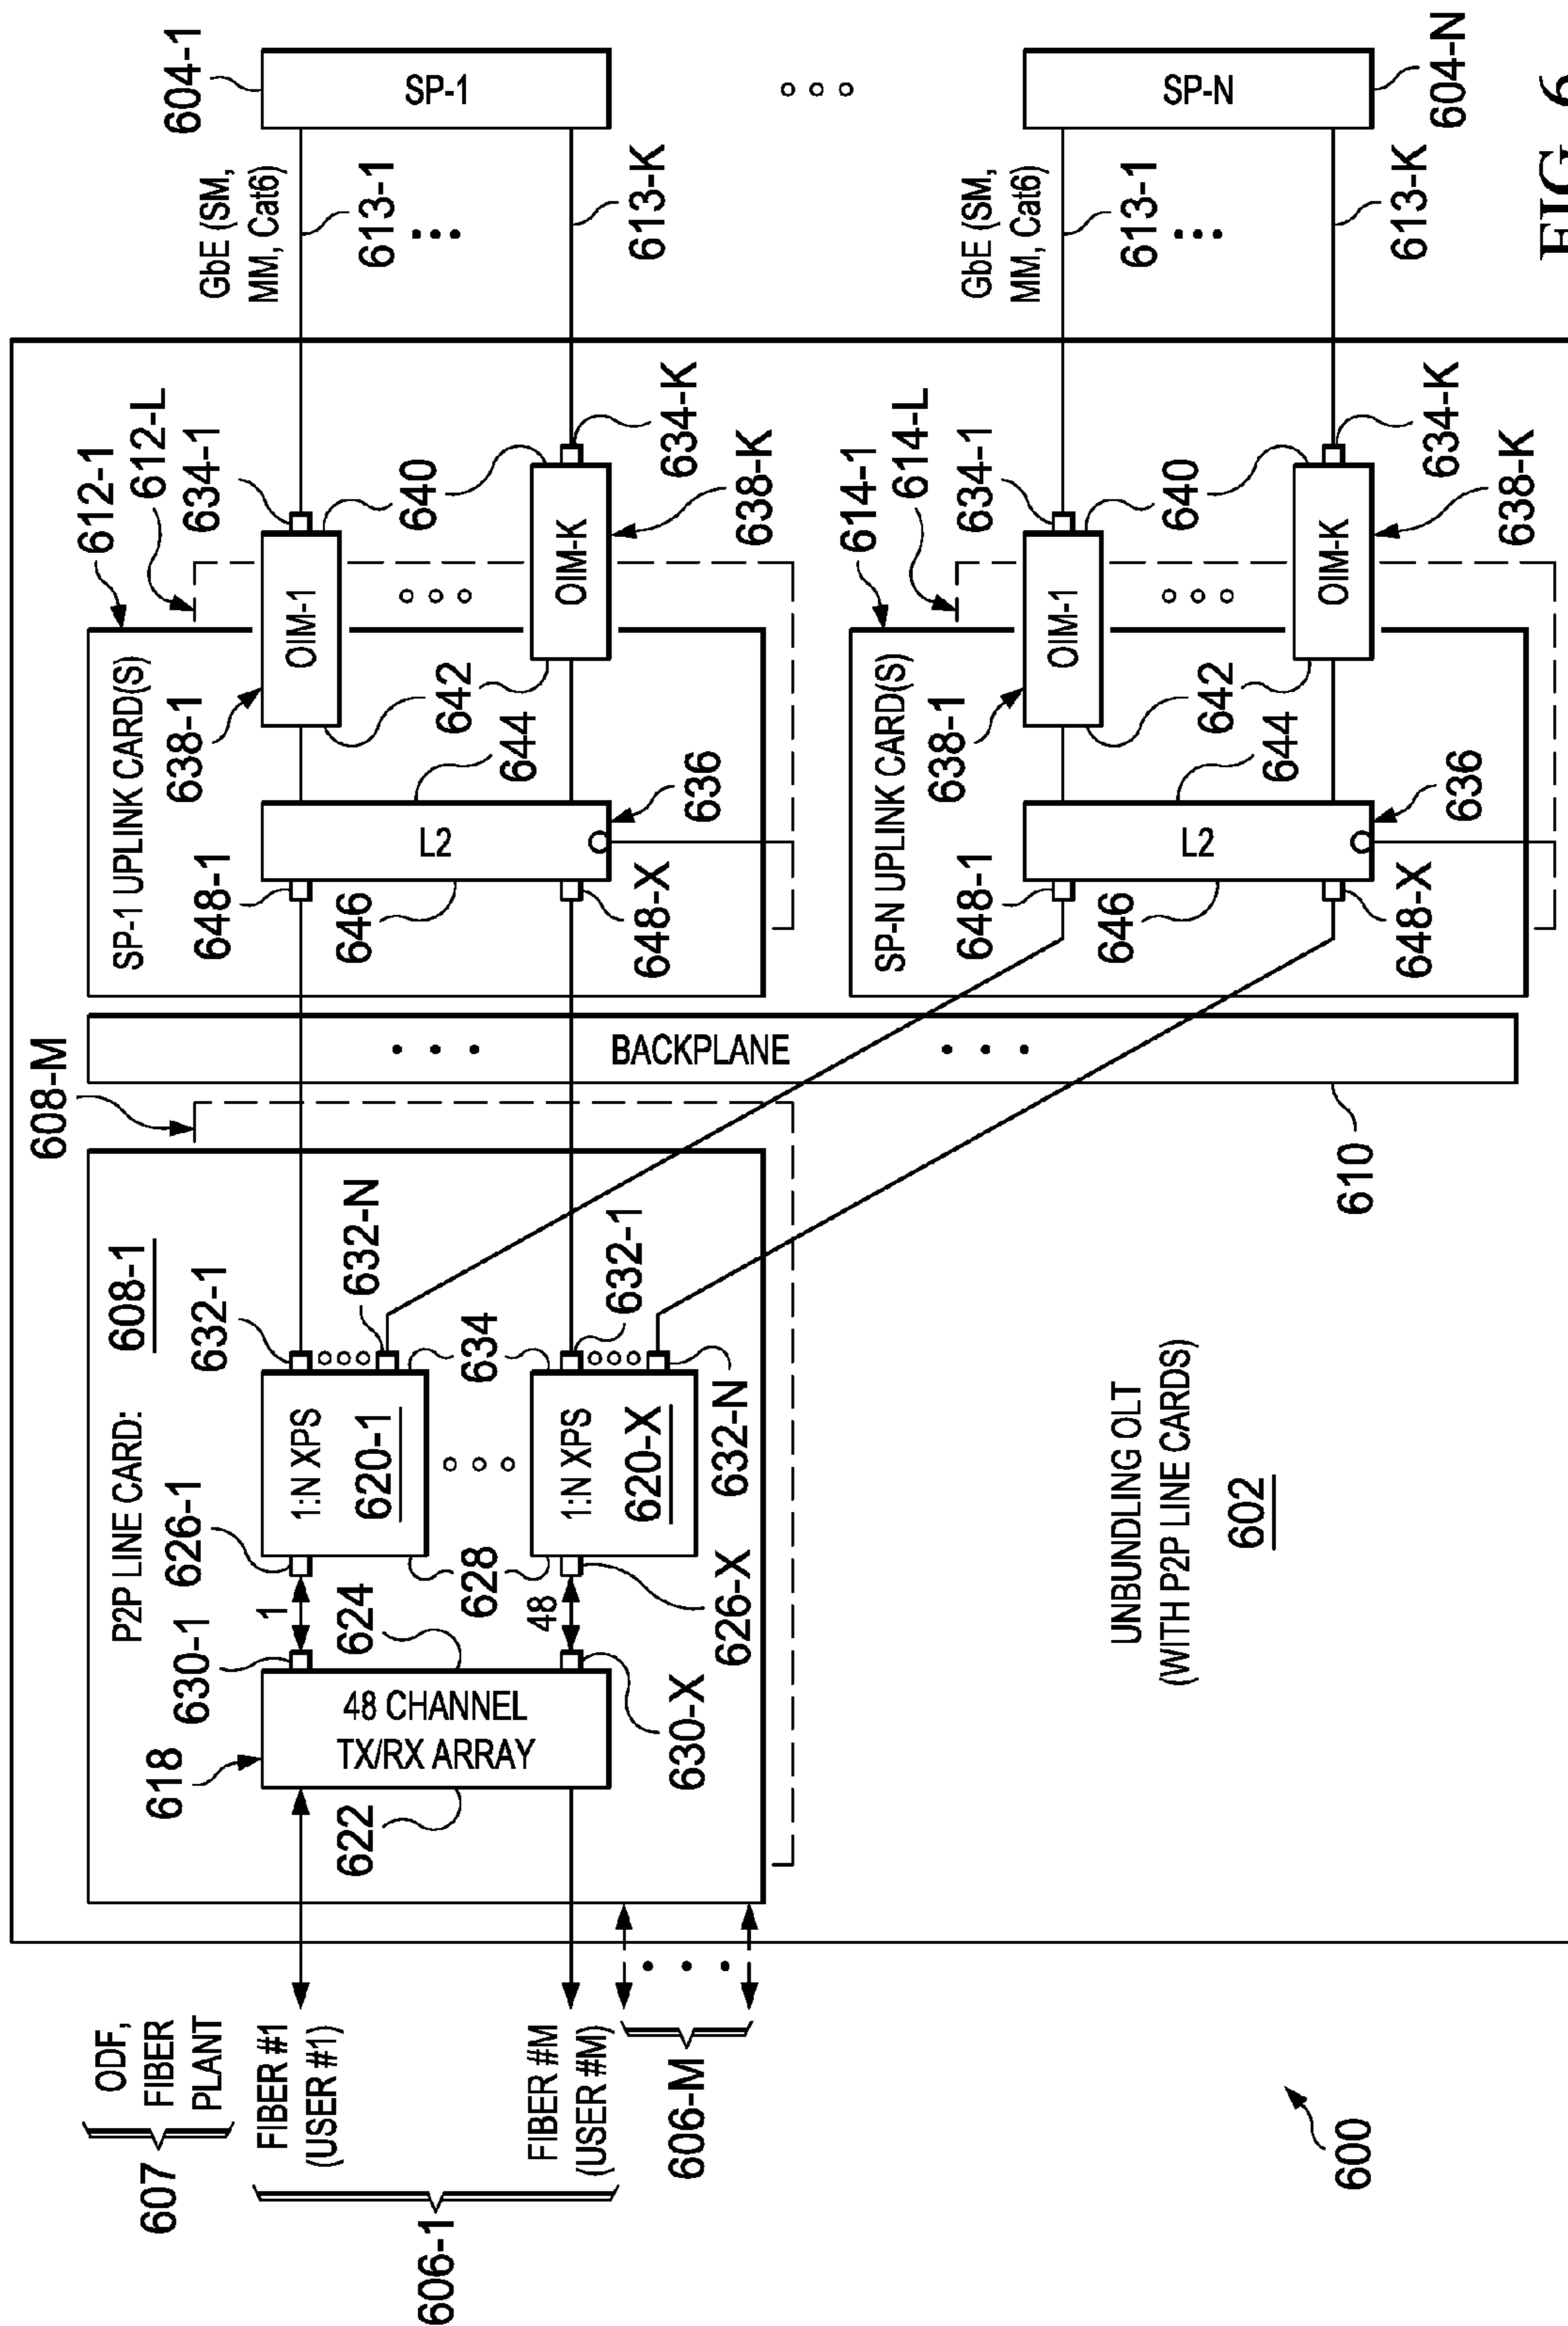 ODF,
FIBER
PLANT
607
FIBER #1
(USER #1)
606-1
FIBER #M
(USER #M)
606-M
600
608-M
P2P LINE CARD:
608-1
618
48 CHANNEL
TX/RX ARRAY
622
624
630-1
1
626-1
630-X
48
626-X
628
1:N XPS
620-1
1:N XPS
620-X
632-1
632-N
634
632-1
632-N
BACKPLANE
610
UNBUNDLING OLT
(WITH P2P LINE CARDS)
602
SP-1 UPLINK CARD(S)
612-1
612-L
648-1
L2
646
648-X
644
636
638-1
642
OIM-1
OIM-K
640
634-1
634-K
638-K
GbE (SM,
MM, Cat6)
613-1
613-K
604-1
SP-1
SP-N UPLINK CARD(S)
614-1
614-L
648-1
L2
646
648-X
644
636
638-1
642
OIM-1
OIM-K
640
634-1
634-K
638-K
GbE (SM,
MM, Cat6)
613-1
613-K
SP-N
604-N
FIG. 6